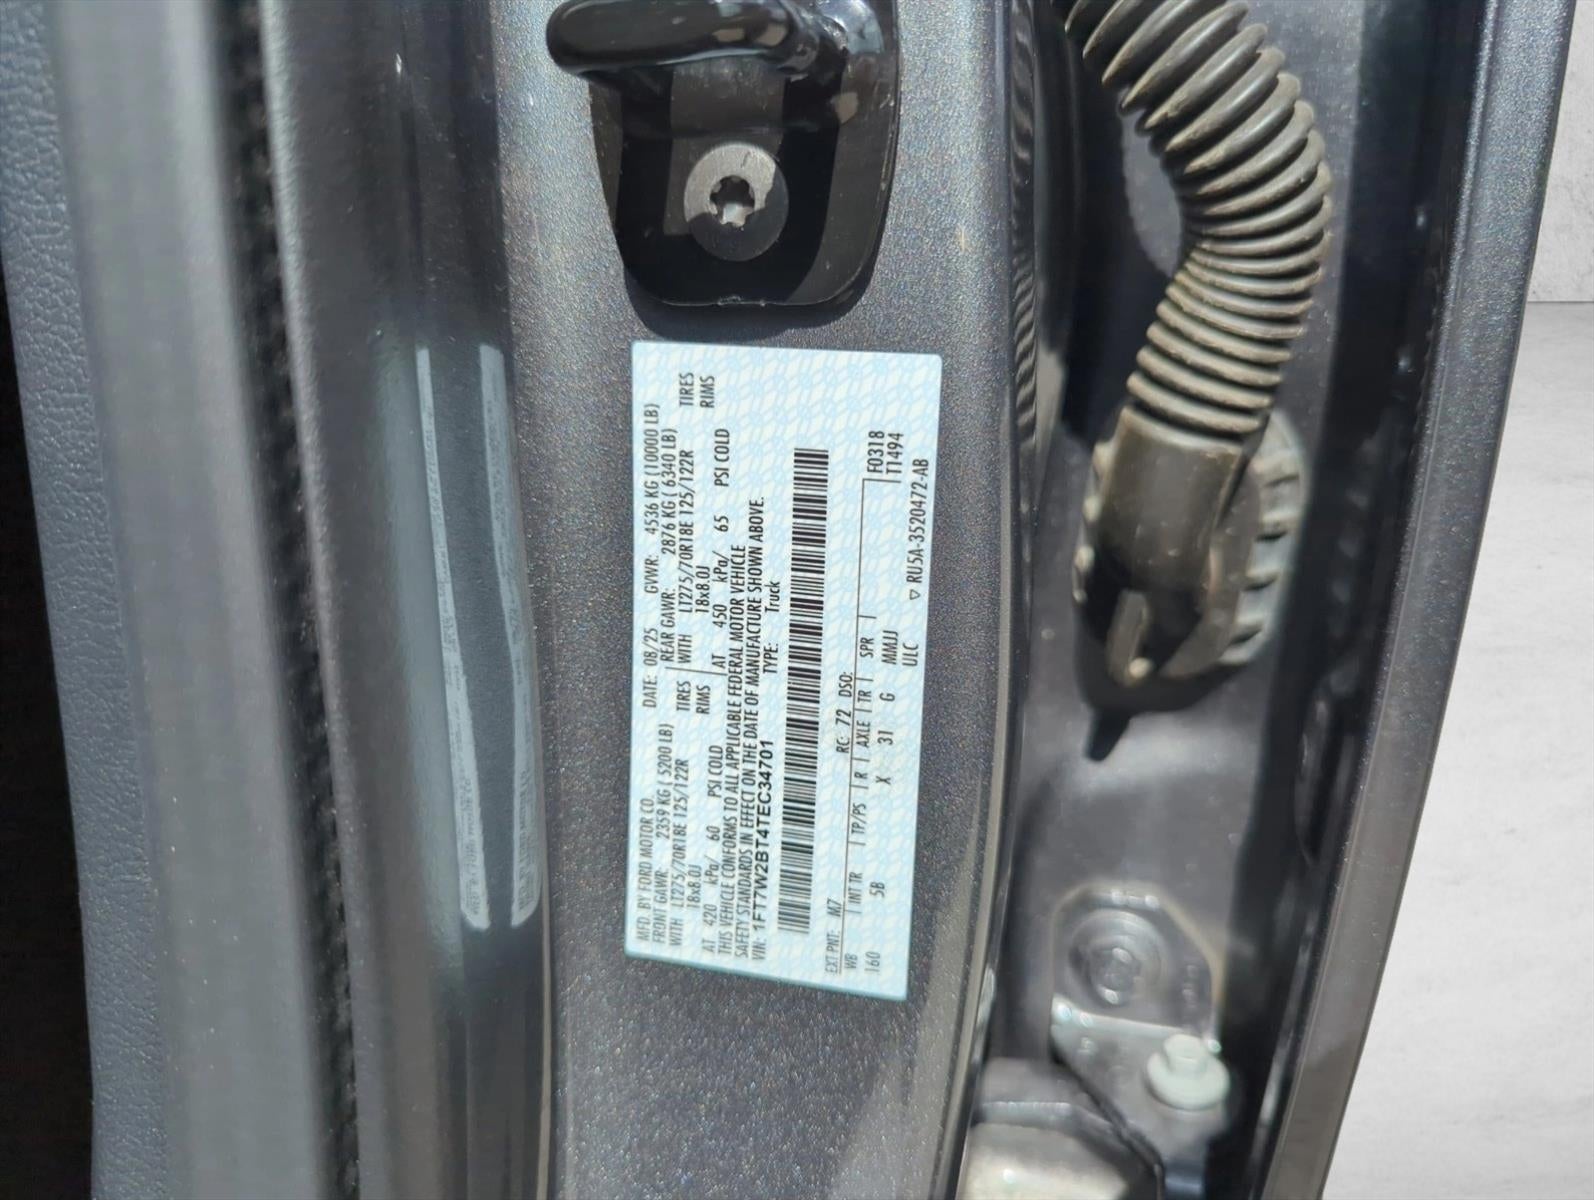 MFD. BY FORD MOTOR CO. DATE: 08/25 GVWR: 4536 KG (10000 LB)
FRONT GAWR: 2359 KG ( 5200 LB) REAR GAWR: 2876 KG ( 6340 LB)
WITH LT275/70R18E 125/122R TIRES WITH LT275/70R18E 125/122R TIRES
18x8.0J RIMS 18x8.0J RIMS
AT 420 kPa/ 60 PSI COLD AT 450 kPa/ 65 PSI COLD
THIS VEHICLE CONFORMS TO ALL APPLICABLE FEDERAL MOTOR VEHICLE
SAFETY STANDARDS IN EFFECT ON THE DATE OF MANUFACTURE SHOWN ABOVE.
VIN: 1FT7W2BT4TEC34701 TYPE: Truck
EXT PNT: M7 RC: 72 DSO:
WB INT TR TP/PS R AXLE TR SPR F0318
160 5B X 31 G MMJJ T1494
ULC ▽ RU5A-3520472-AB